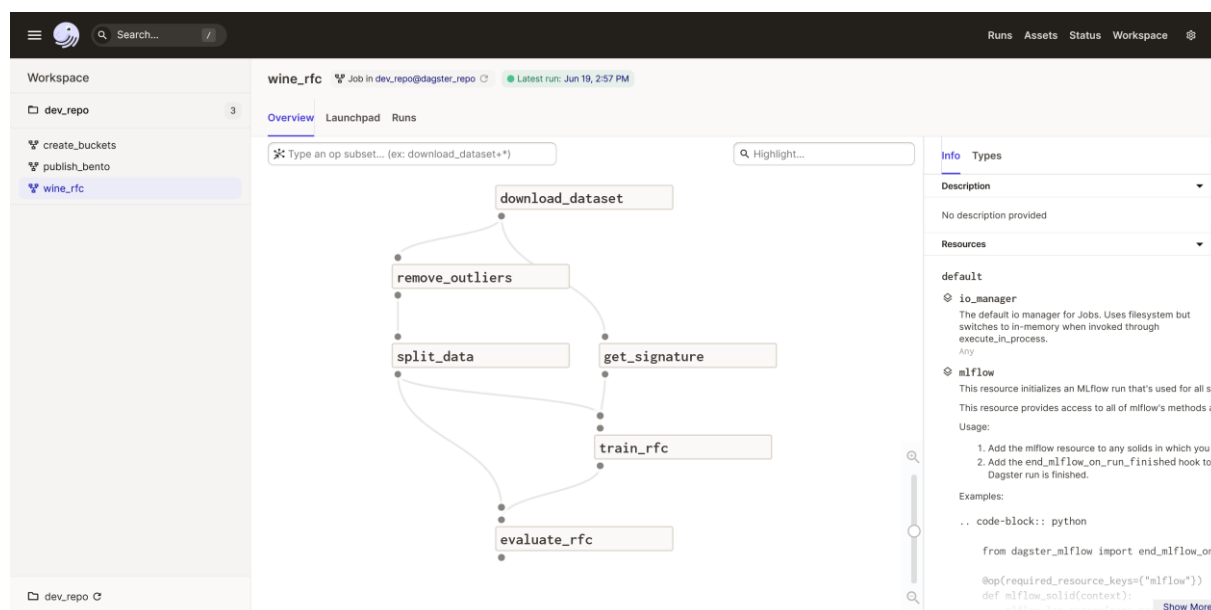 Search... /
Runs Assets Status Workspace
Workspace
dev_repo 3
create_buckets
publish_bento
wine_rfc
dev_repo
wine_rfc Job in dev_repo@dagster_repo Latest run: Jun 19, 2:57 PM
Overview Launchpad Runs
Type an op subset... (ex: download_dataset+*)
Highlight...
download_dataset
remove_outliers
split_data
get_signature
train_rfc
evaluate_rfc
Info Types
Description
No description provided
Resources
default
io_manager
The default io manager for Jobs. Uses filesystem but
switches to in-memory when invoked through
execute_in_process.
Any
mlflow
This resource initializes an MLflow run that's used for all s
This resource provides access to all of mlflow's methods a
Usage:
1. Add the mlflow resource to any solids in which you
2. Add the end_mlflow_on_run_finished hook to
Dagster run is finished.
Examples:
.. code-block:: python
from dagster_mlflow import end_mlflow_on
@op(required_resource_keys={"mlflow"})
def mlflow_solid(context):
Show More